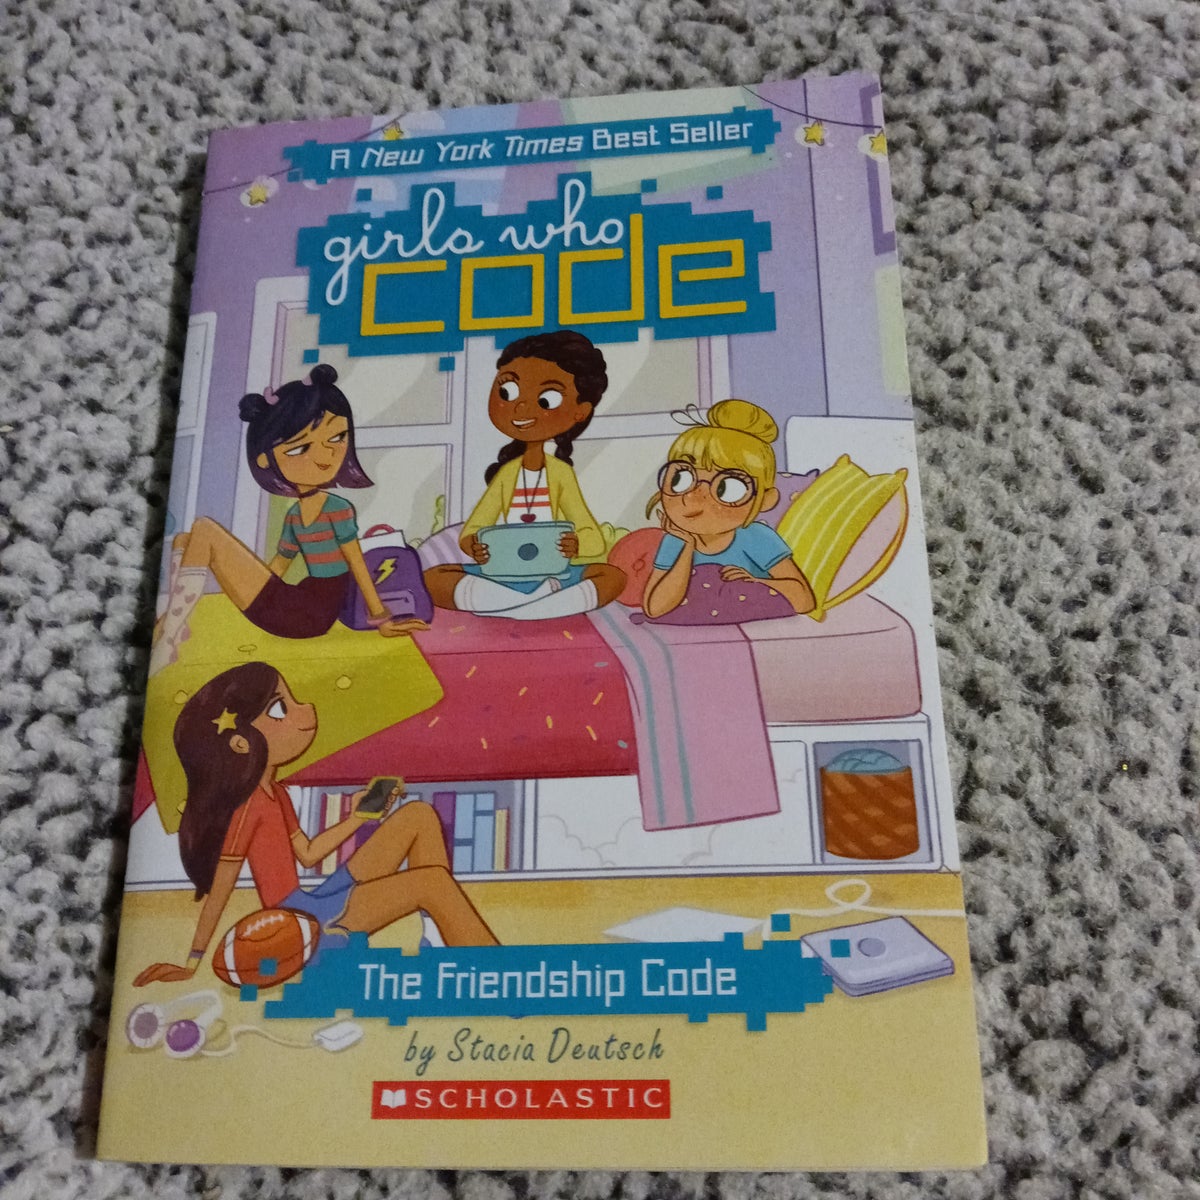 A New York Times Best Seller
girls who
code
The Friendship Code
by Stacia Deutsch
SCHOLASTIC